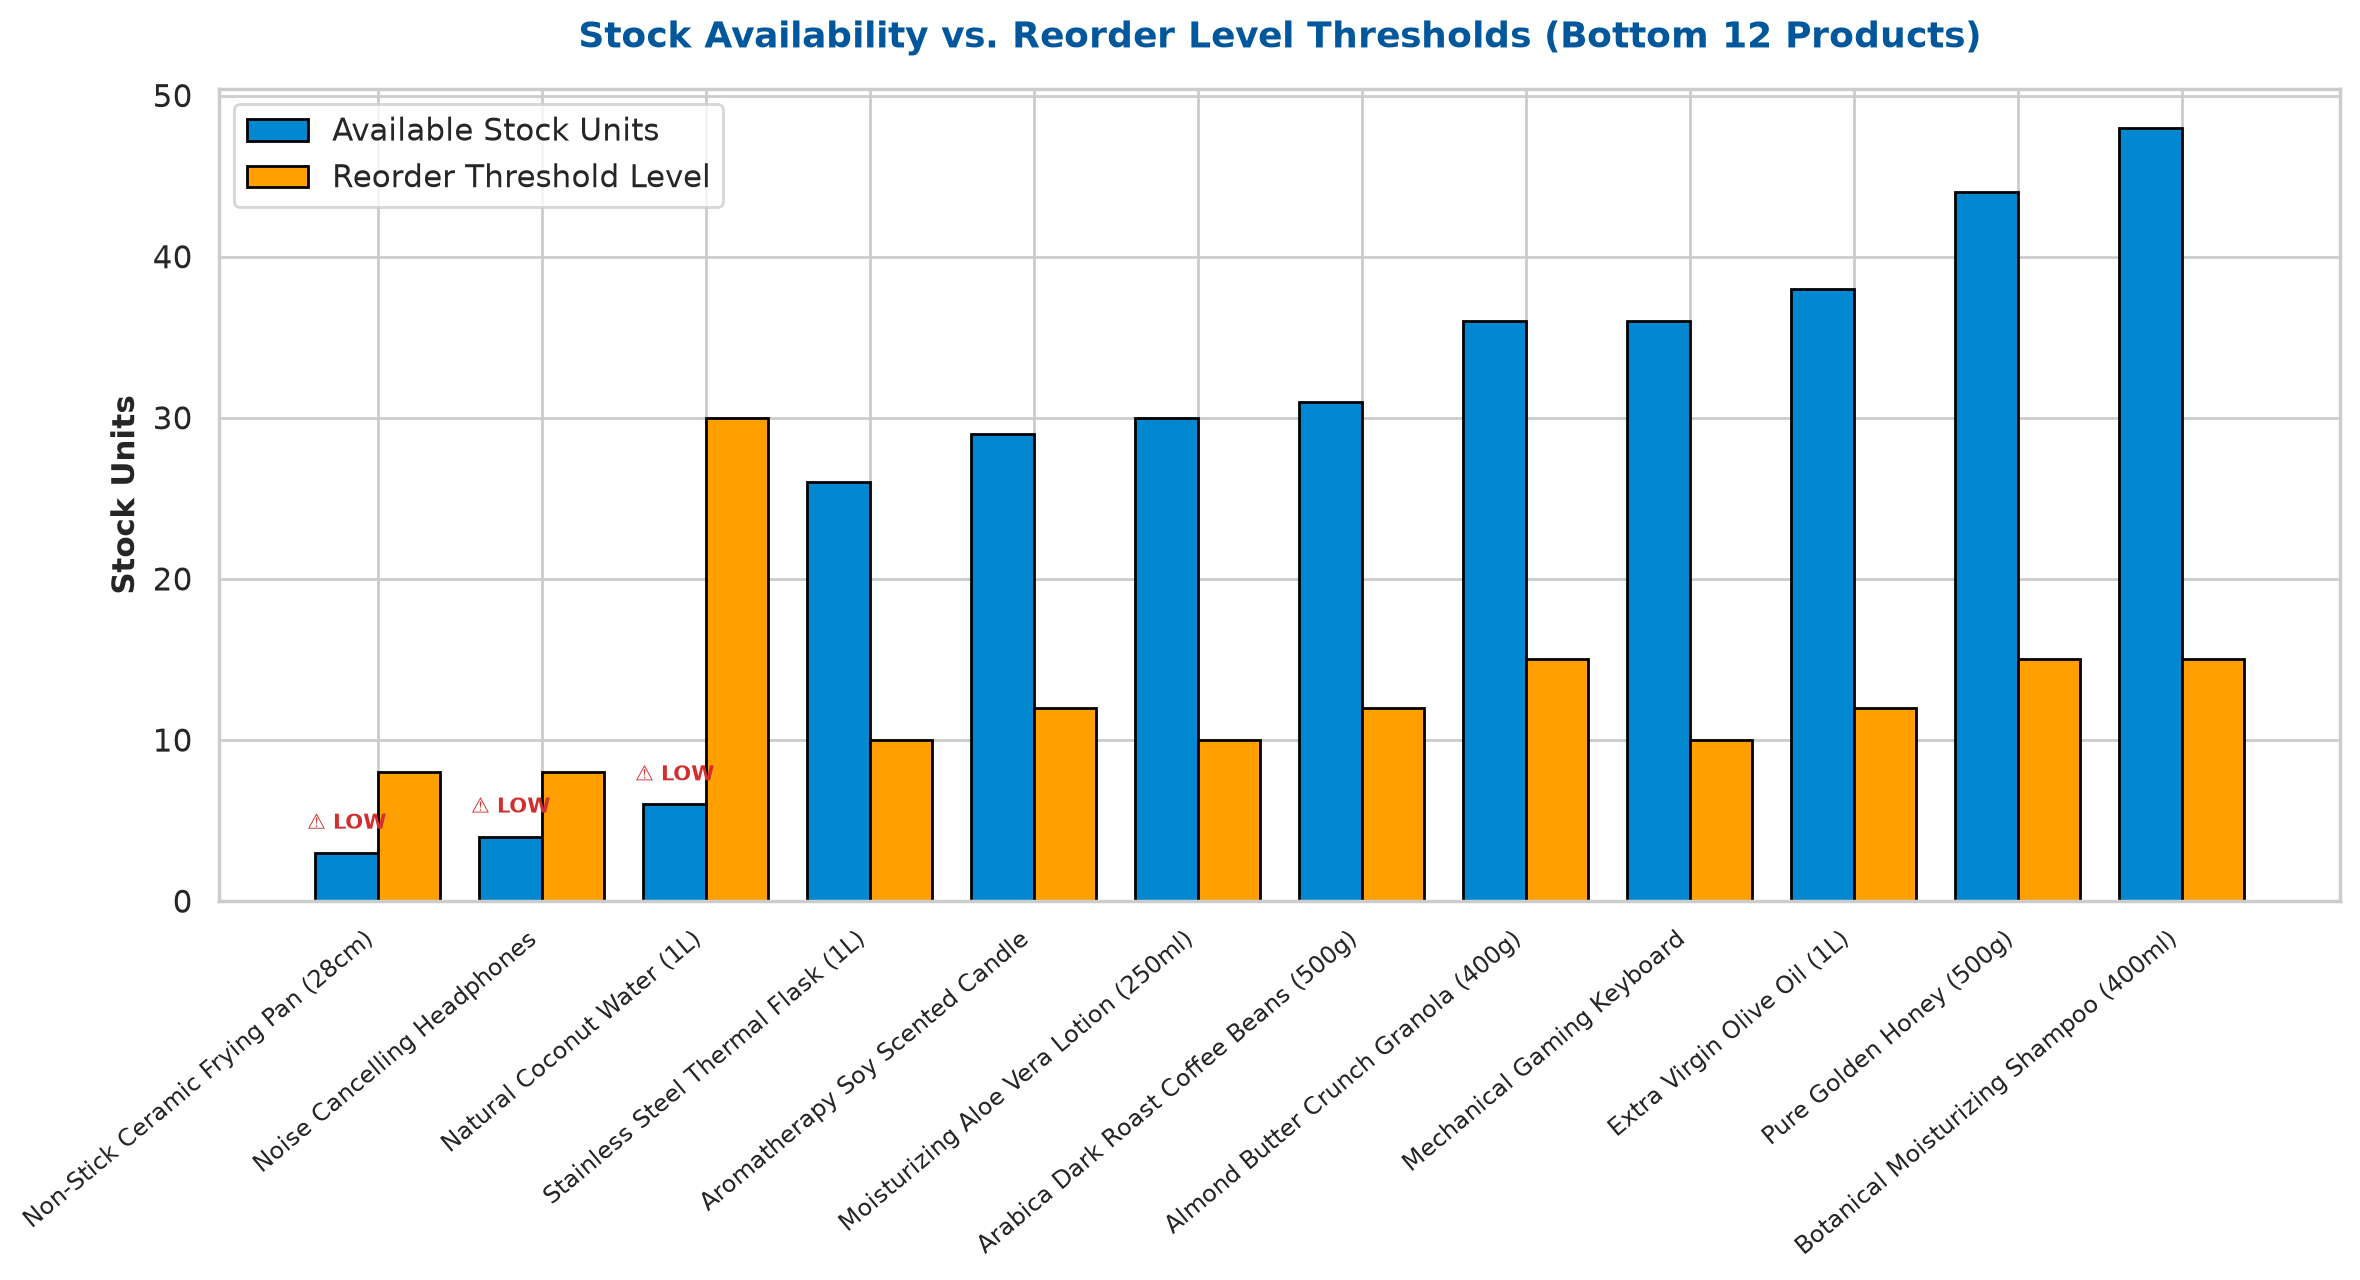 Stock Availability vs. Reorder Level Thresholds (Bottom 12 Products)
Available Stock Units
Reorder Threshold Level
Stock Units
50
40
30
20
10
0
⚠ LOW
⚠ LOW
⚠ LOW
Non-Stick Ceramic Frying Pan (28cm)
Noise Cancelling Headphones
Natural Coconut Water (1L)
Stainless Steel Thermal Flask (1L)
Aromatherapy Soy Scented Candle
Moisturizing Aloe Vera Lotion (250ml)
Arabica Dark Roast Coffee Beans (500g)
Almond Butter Crunch Granola (400g)
Mechanical Gaming Keyboard
Extra Virgin Olive Oil (1L)
Pure Golden Honey (500g)
Botanical Moisturizing Shampoo (400ml)